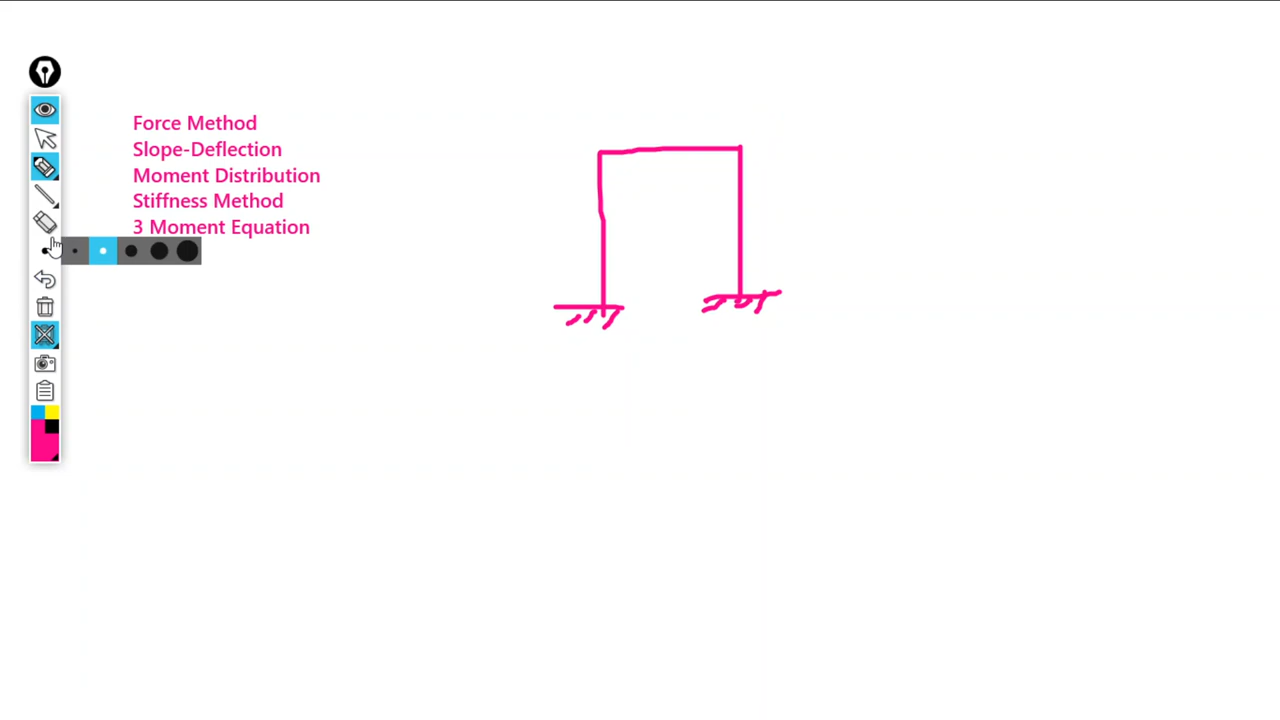 Force Method
Slope-Deflection
Moment Distribution
Stiffness Method
3 Moment Equation